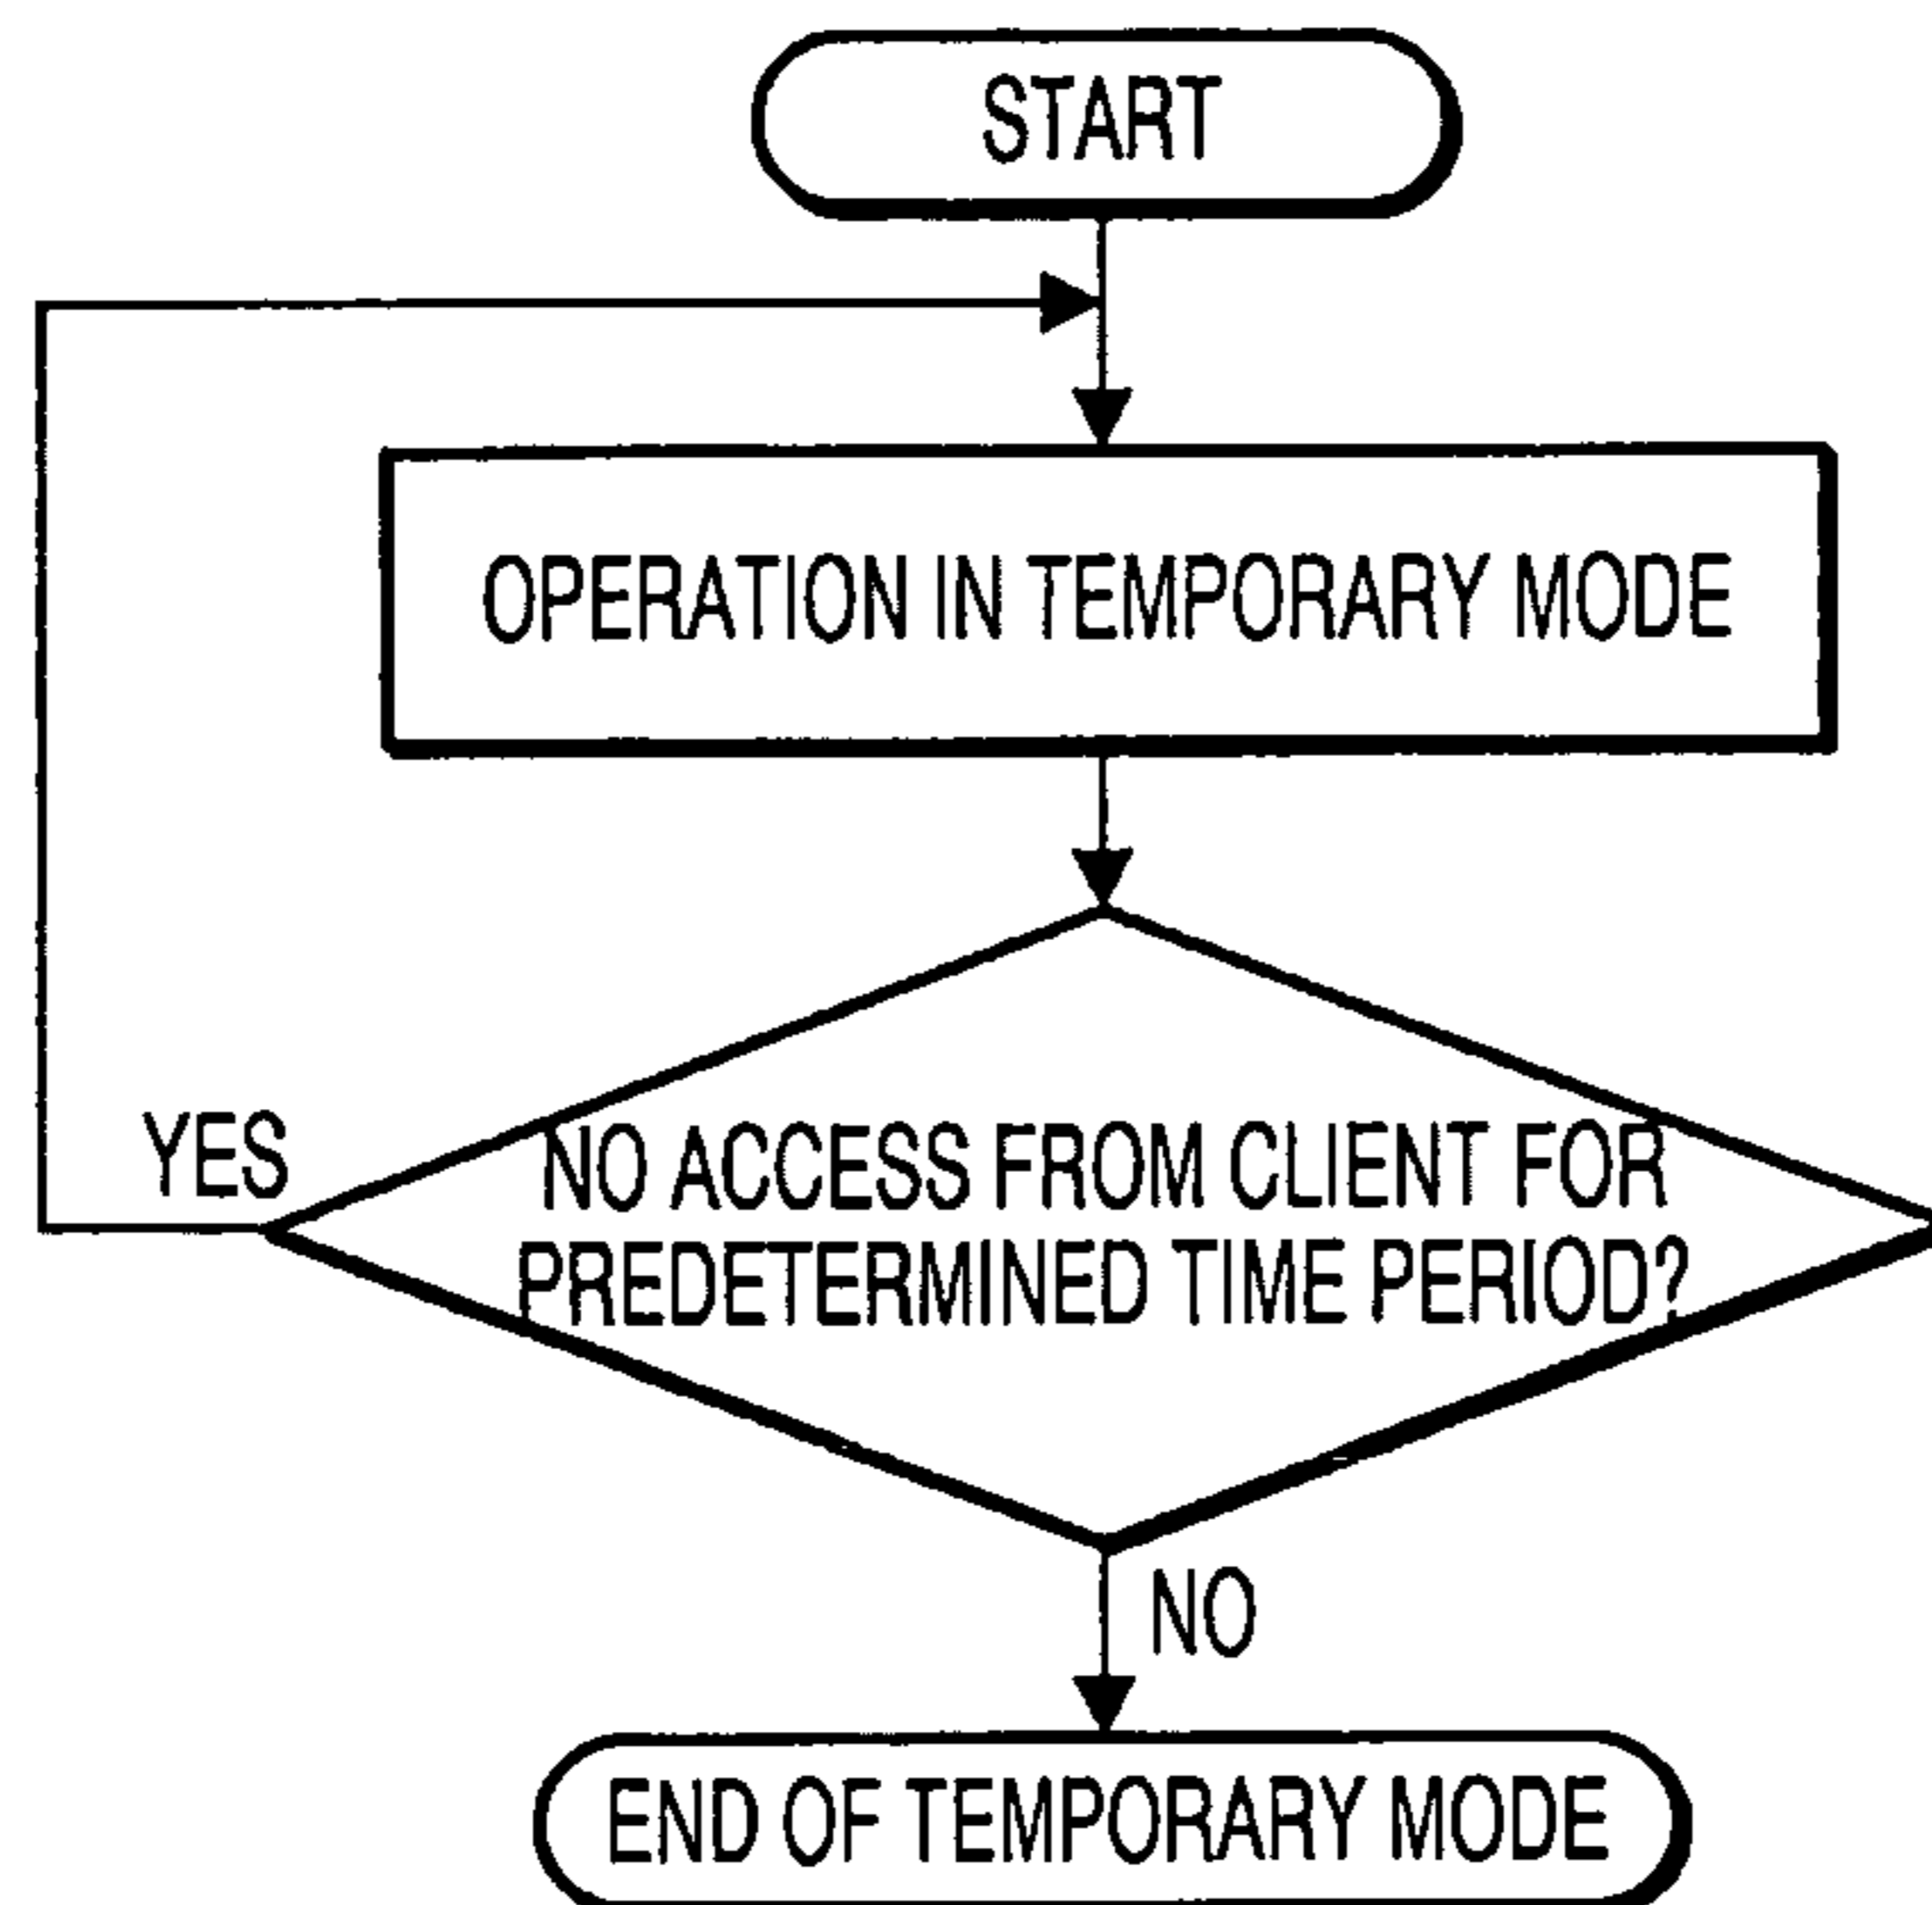 START
OPERATION IN TEMPORARY MODE
YES
NO ACCESS FROM CLIENT FOR
PREDETERMINED TIME PERIOD?
NO
END OF TEMPORARY MODE